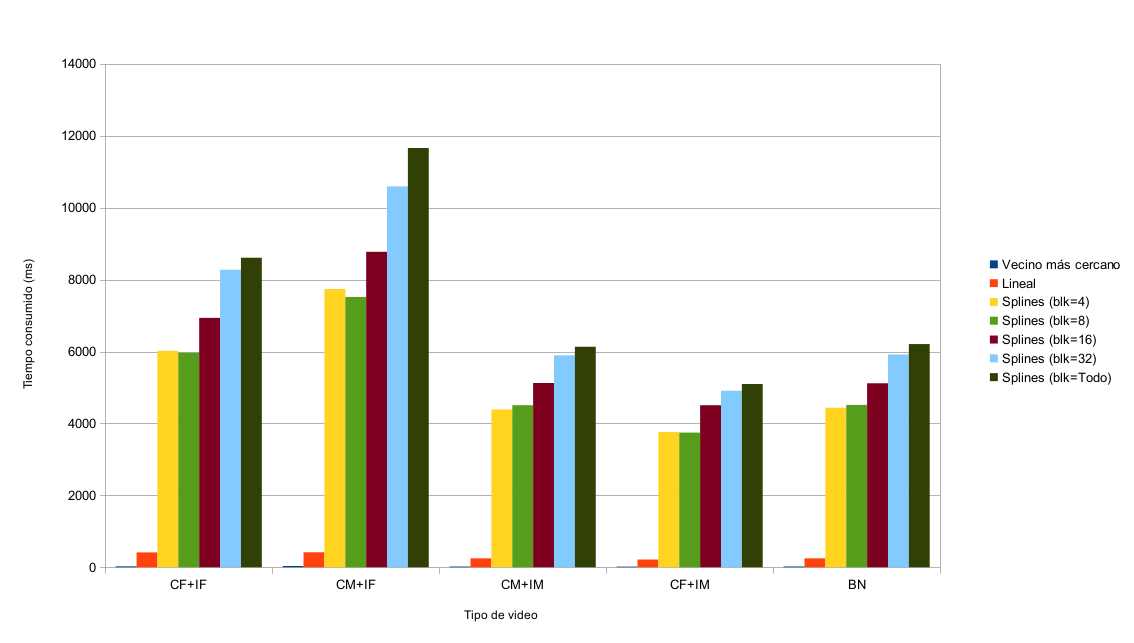 14000
12000
10000
8000
6000
4000
2000
0
Tiempo consumido (ms)
CF+IF
CM+IF
CM+IM
CF+IM
BN
Tipo de video
Vecino más cercano
Lineal
Splines (blk=4)
Splines (blk=8)
Splines (blk=16)
Splines (blk=32)
Splines (blk=Todo)